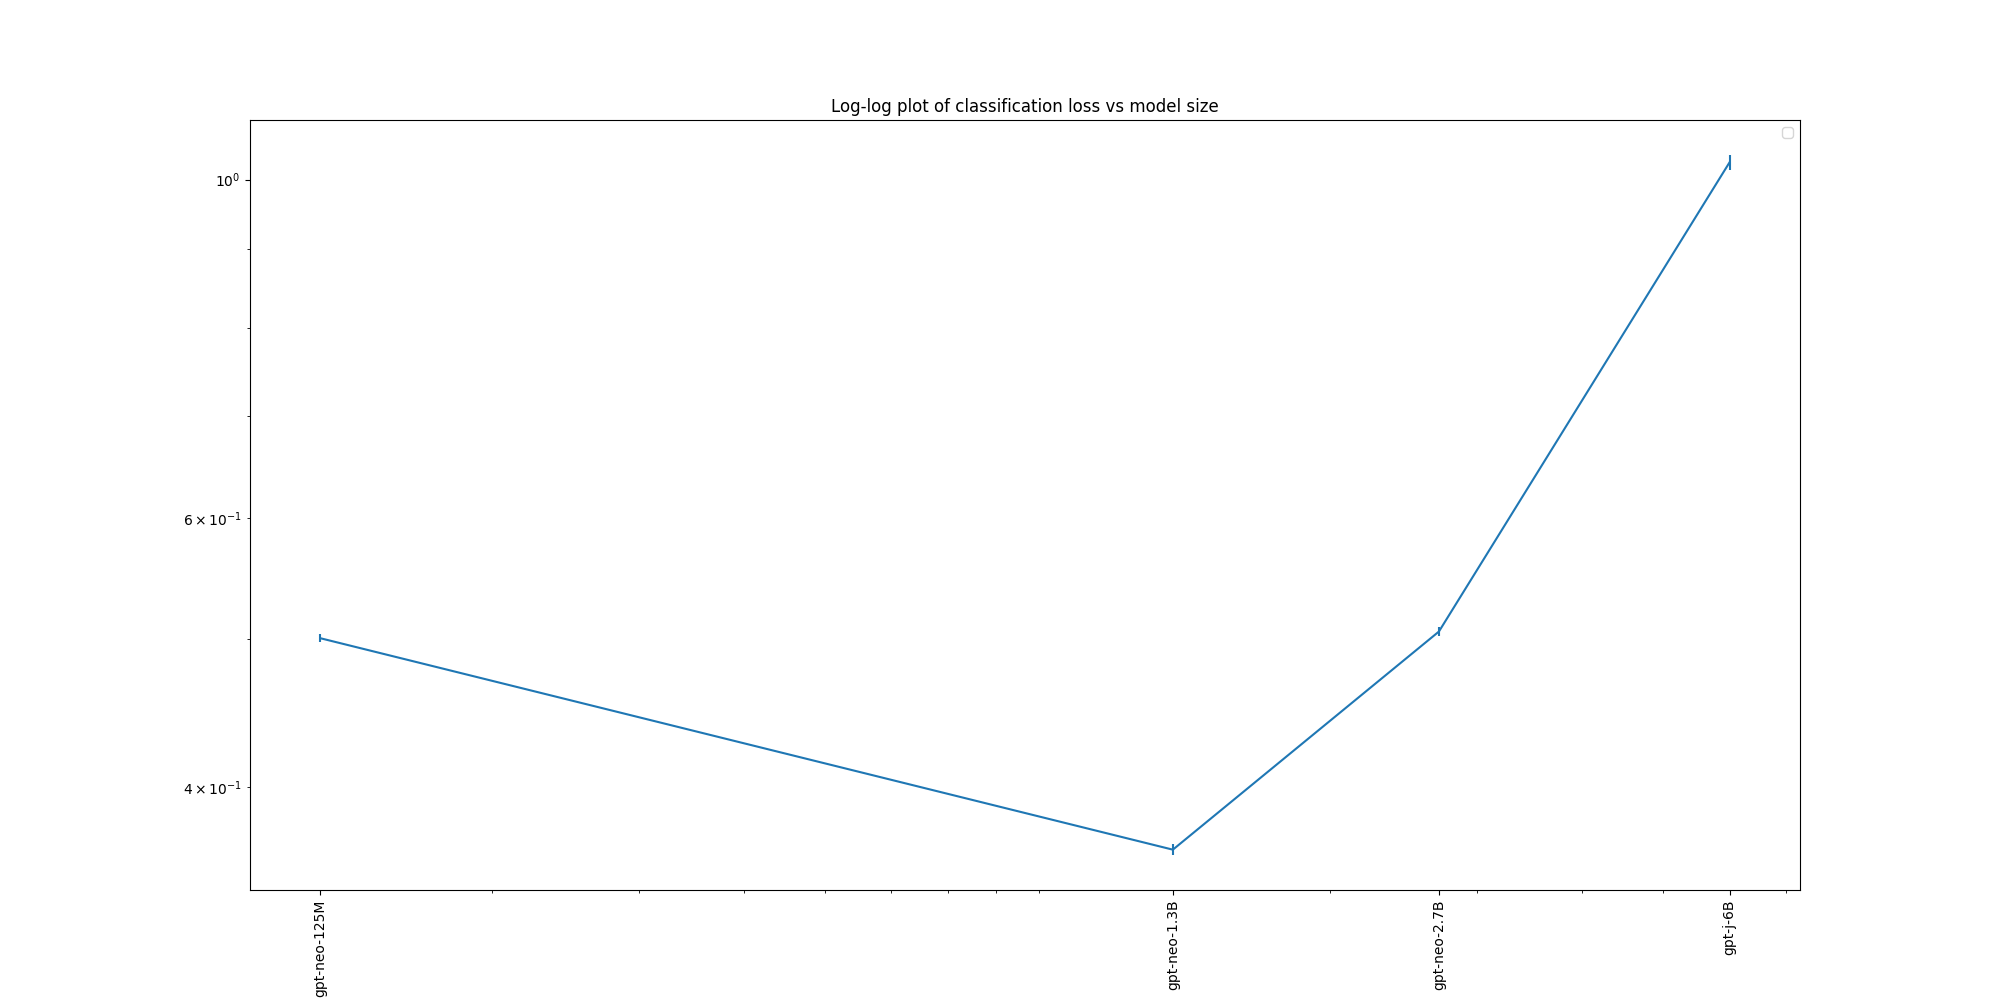 Log-log plot of classification loss vs model size
10⁰
6 × 10⁻¹
4 × 10⁻¹
gpt-neo-125M
gpt-neo-1.3B
gpt-neo-2.7B
gpt-j-6B